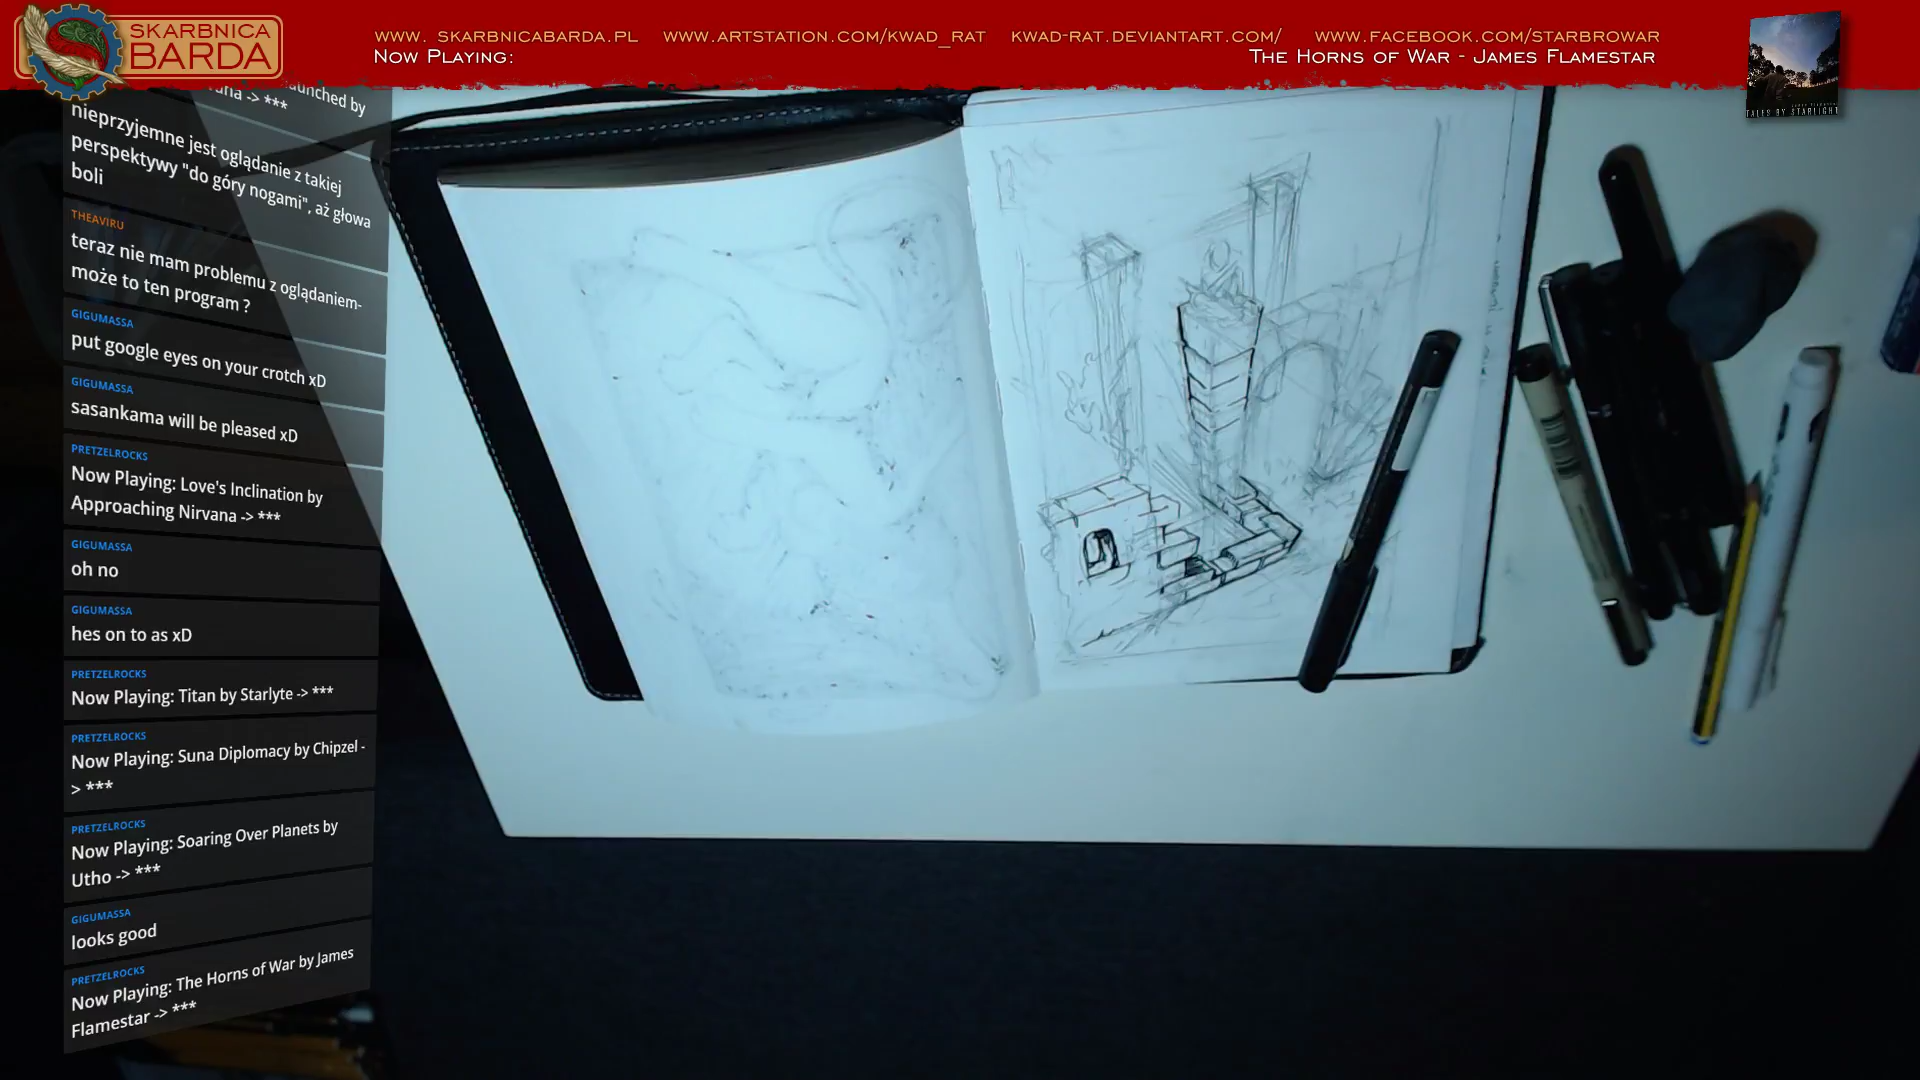 SKARBNICA
BARDA
WWW. SKARBNICABARDA.PL WWW.ARTSTATION.COM/KWAD_RAT KWAD-RAT.DEVIANTART.COM/ WWW.FACEBOOK.COM/STARBROWAR
NOW PLAYING: THE HORNS OF WAR - JAMES FLAMESTAR
TALES BY STARLIGHT
by
-> ***
nieprzyjemne jest oglądanie z takiej
perspektywy "do góry nogami", aż głowa
boli
THEAVIRU
teraz nie mam problemu z oglądaniem-
może to ten program ?
GIGUMASSA
put google eyes on your crotch xD
GIGUMASSA
sasankama will be pleased xD
PRETZELROCKS
Now Playing: Love's Inclination by
Approaching Nirvana -> ***
GIGUMASSA
oh no
GIGUMASSA
hes on to as xD
PRETZELROCKS
Now Playing: Titan by Starlyte -> ***
PRETZELROCKS
Now Playing: Suna Diplomacy by Chipzel -
> ***
PRETZELROCKS
Now Playing: Soaring Over Planets by
Utho -> ***
GIGUMASSA
looks good
PRETZELROCKS
Now Playing: The Horns of War by James
Flamestar -> ***